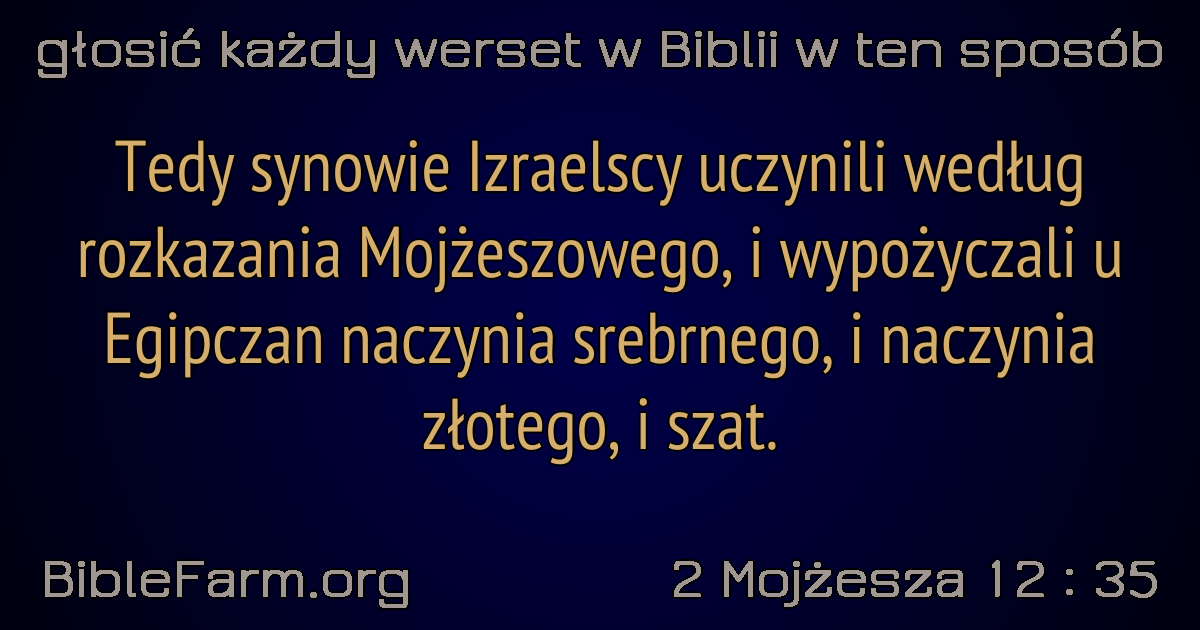 głosić każdy werset w Biblii w ten sposób
Tedy synowie Izraelscy uczynili według
rozkazania Mojżeszowego, i wypożyczali u
Egipczan naczynia srebrnego, i naczynia
złotego, i szat.
BibleFarm.org
2 Mojżesza 12 : 35